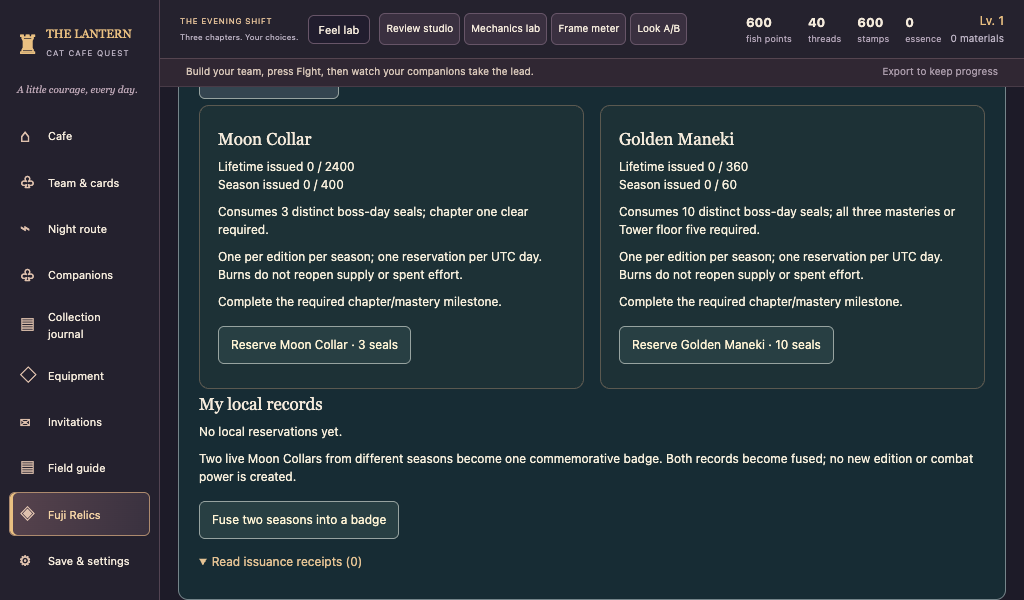 THE LANTERN
CAT CAFE QUEST
A little courage, every day.
Cafe
Team & cards
Night route
Companions
Collection
journal
Equipment
Invitations
Field guide
Fuji Relics
Save & settings
THE EVENING SHIFT
Three chapters. Your choices.
Feel lab
Review studio
Mechanics lab
Frame meter
Look A/B
600
fish points
40
threads
600
stamps
0
essence
Lv. 1
0 materials
Build your team, press Fight, then watch your companions take the lead.
Export to keep progress
Moon Collar
Lifetime issued 0 / 2400
Season issued 0 / 400
Consumes 3 distinct boss-day seals; chapter one clear
required.
One per edition per season; one reservation per UTC day.
Burns do not reopen supply or spent effort.
Complete the required chapter/mastery milestone.
Reserve Moon Collar · 3 seals
Golden Maneki
Lifetime issued 0 / 360
Season issued 0 / 60
Consumes 10 distinct boss-day seals; all three masteries or
Tower floor five required.
One per edition per season; one reservation per UTC day.
Burns do not reopen supply or spent effort.
Complete the required chapter/mastery milestone.
Reserve Golden Maneki · 10 seals
My local records
No local reservations yet.
Two live Moon Collars from different seasons become one commemorative badge. Both records become fused; no new edition or combat
power is created.
Fuse two seasons into a badge
▼ Read issuance receipts (0)